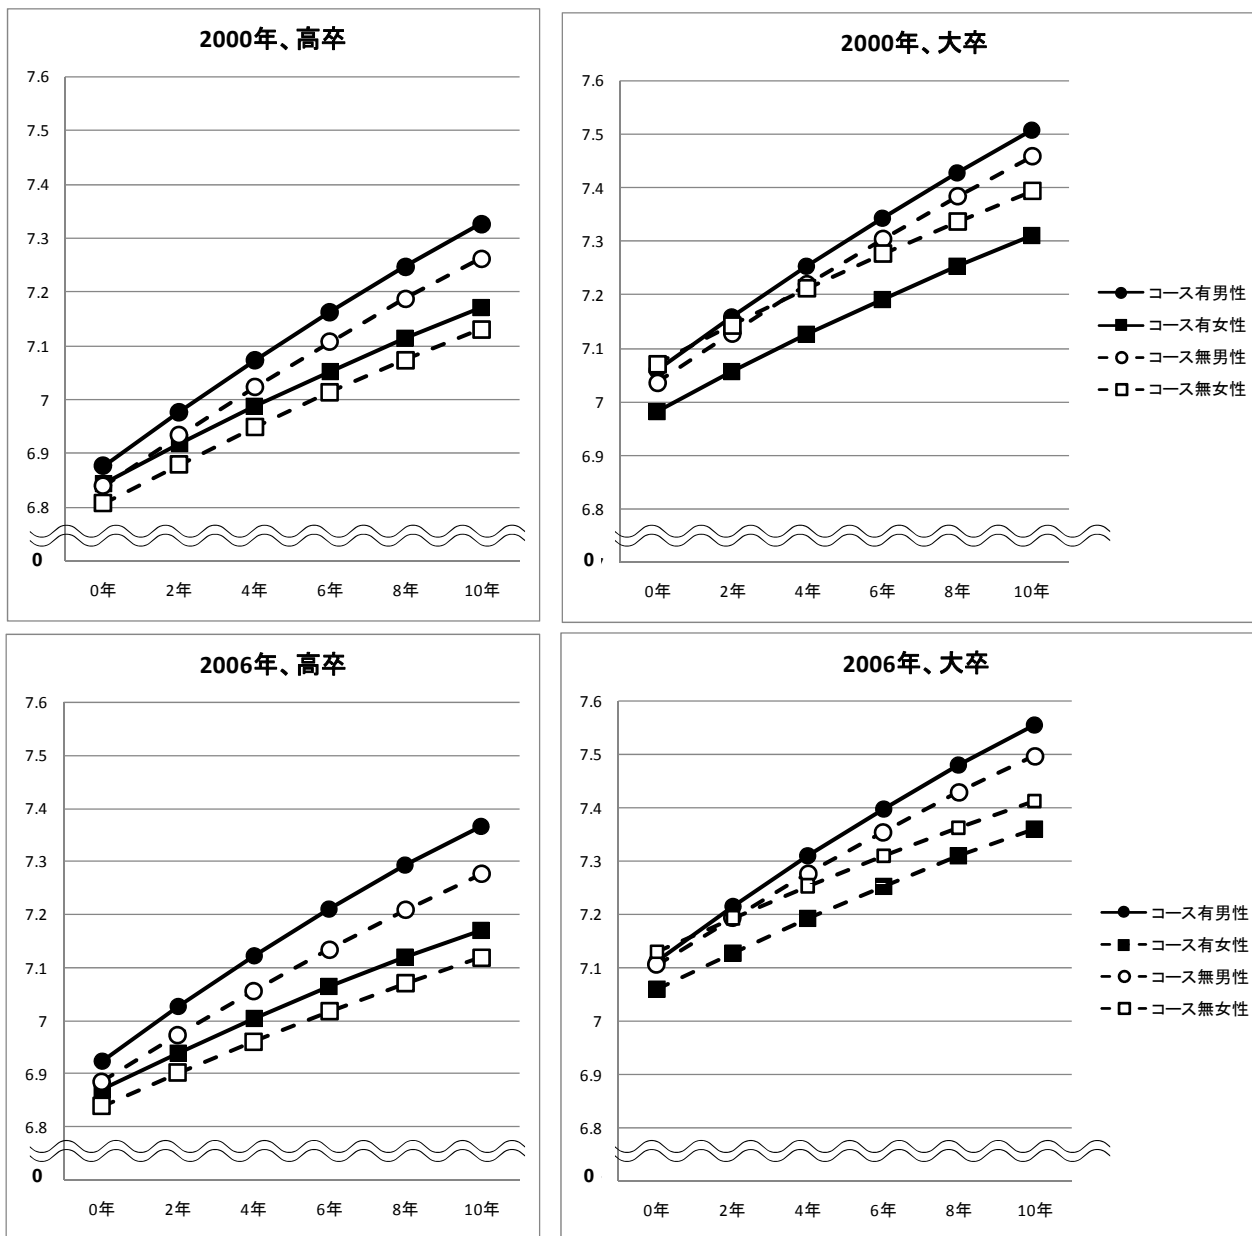 2000年、高卒
7.6
7.5
7.4
7.3
7.2
7.1
7
6.9
6.8
0
0年 2年 4年 6年 8年 10年
2000年、大卒
7.6
7.5
7.4
7.3
7.2
7.1
7
6.9
6.8
0
0年 2年 4年 6年 8年 10年
コース有男性
コース有女性
コース無男性
コース無女性
2006年、高卒
7.6
7.5
7.4
7.3
7.2
7.1
7
6.9
6.8
0
0年 2年 4年 6年 8年 10年
2006年、大卒
7.6
7.5
7.4
7.3
7.2
7.1
7
6.9
6.8
0
0年 2年 4年 6年 8年 10年
コース有男性
コース有女性
コース無男性
コース無女性